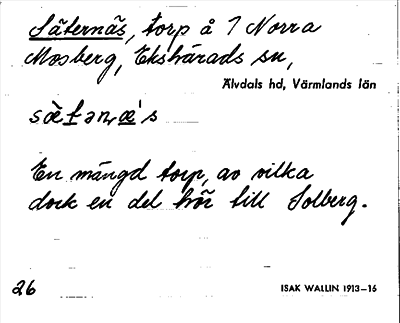 Säternäs, torp å 7 Norra
Mosberg, Ekshärads sn,
Älvdals hd, Värmlands län
sæ̀tənæ's
En mängd torp, av vilka
dock en del hör till Solberg.
26
ISAK WALLIN 1913–16